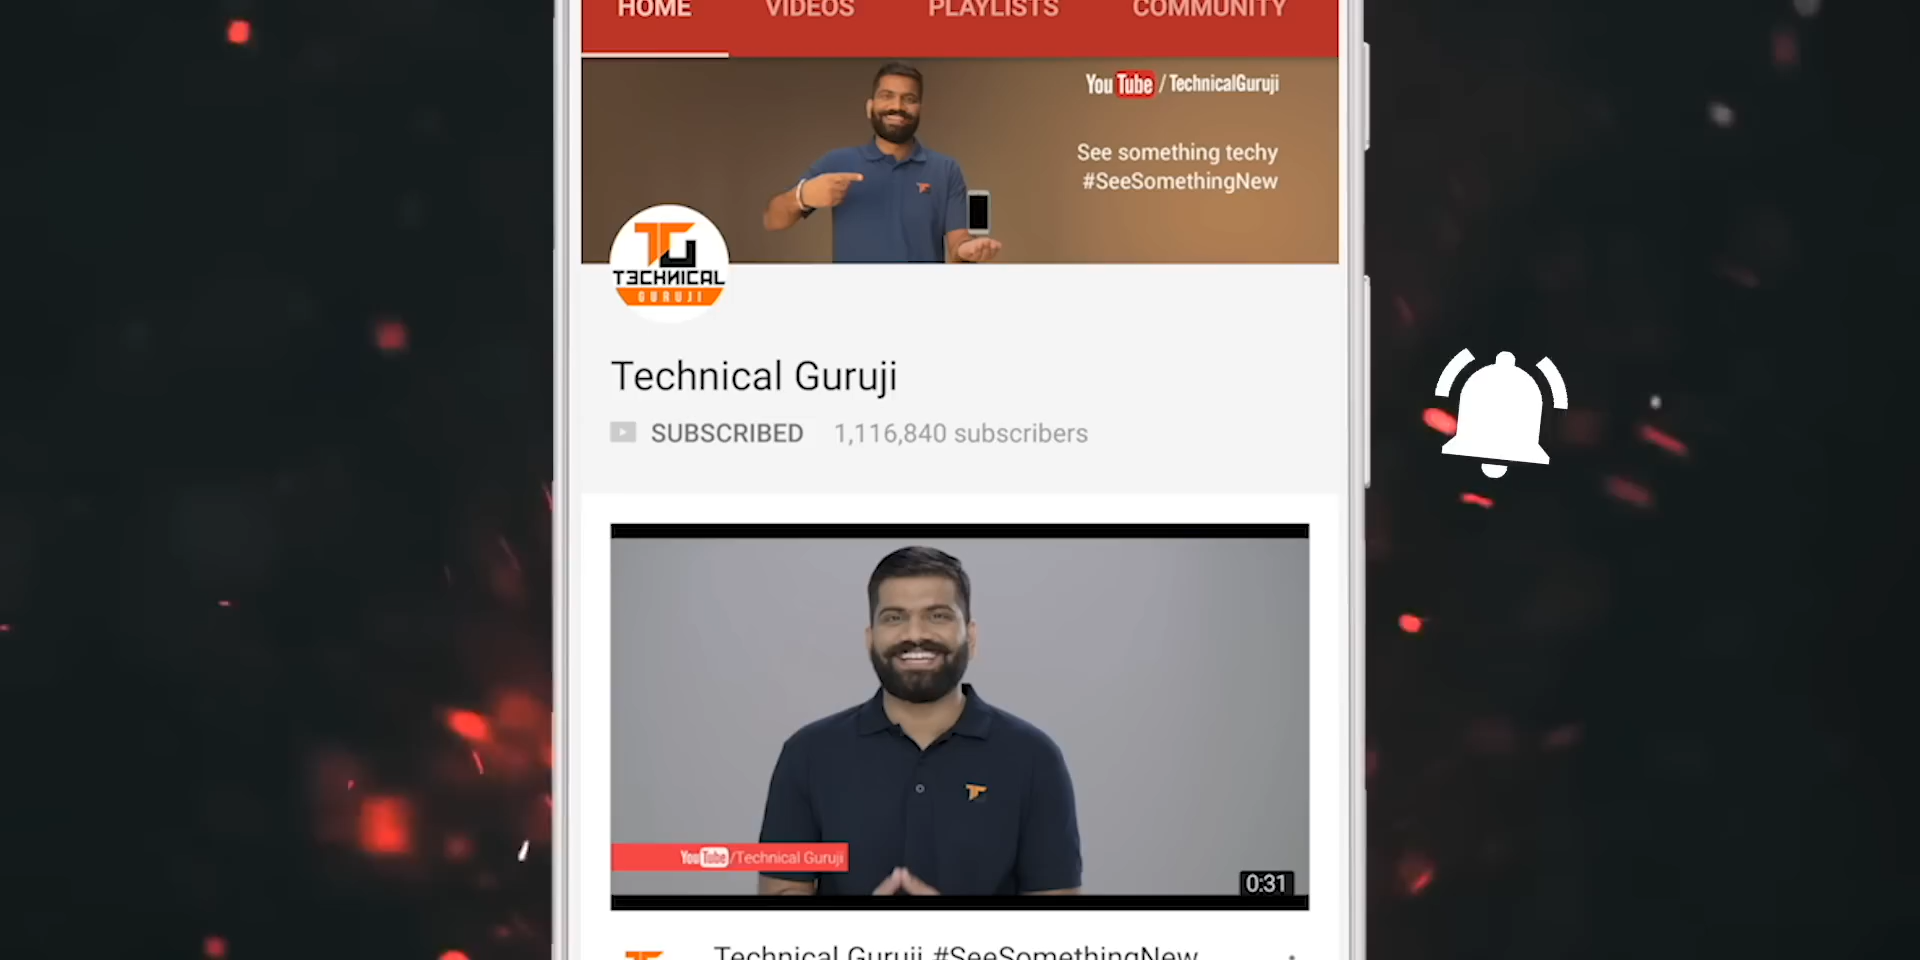 HOME VIDEOS PLAYLISTS COMMUNITY
YouTube / TechnicalGuruji
See something techy
#SeeSomethingNew
TECHNICAL
GURUJI
Technical Guruji
SUBSCRIBED 1,116,840 subscribers
YouTube/Technical Guruji
0:31
Technical Guruji #SeeSomethingNew